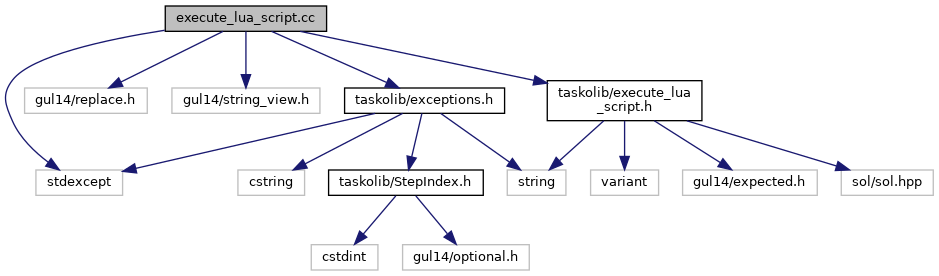 execute_lua_script.cc
gul14/replace.h
gul14/string_view.h
taskolib/exceptions.h
taskolib/execute_lua
_script.h
stdexcept
cstring
taskolib/StepIndex.h
string
variant
gul14/expected.h
sol/sol.hpp
cstdint
gul14/optional.h